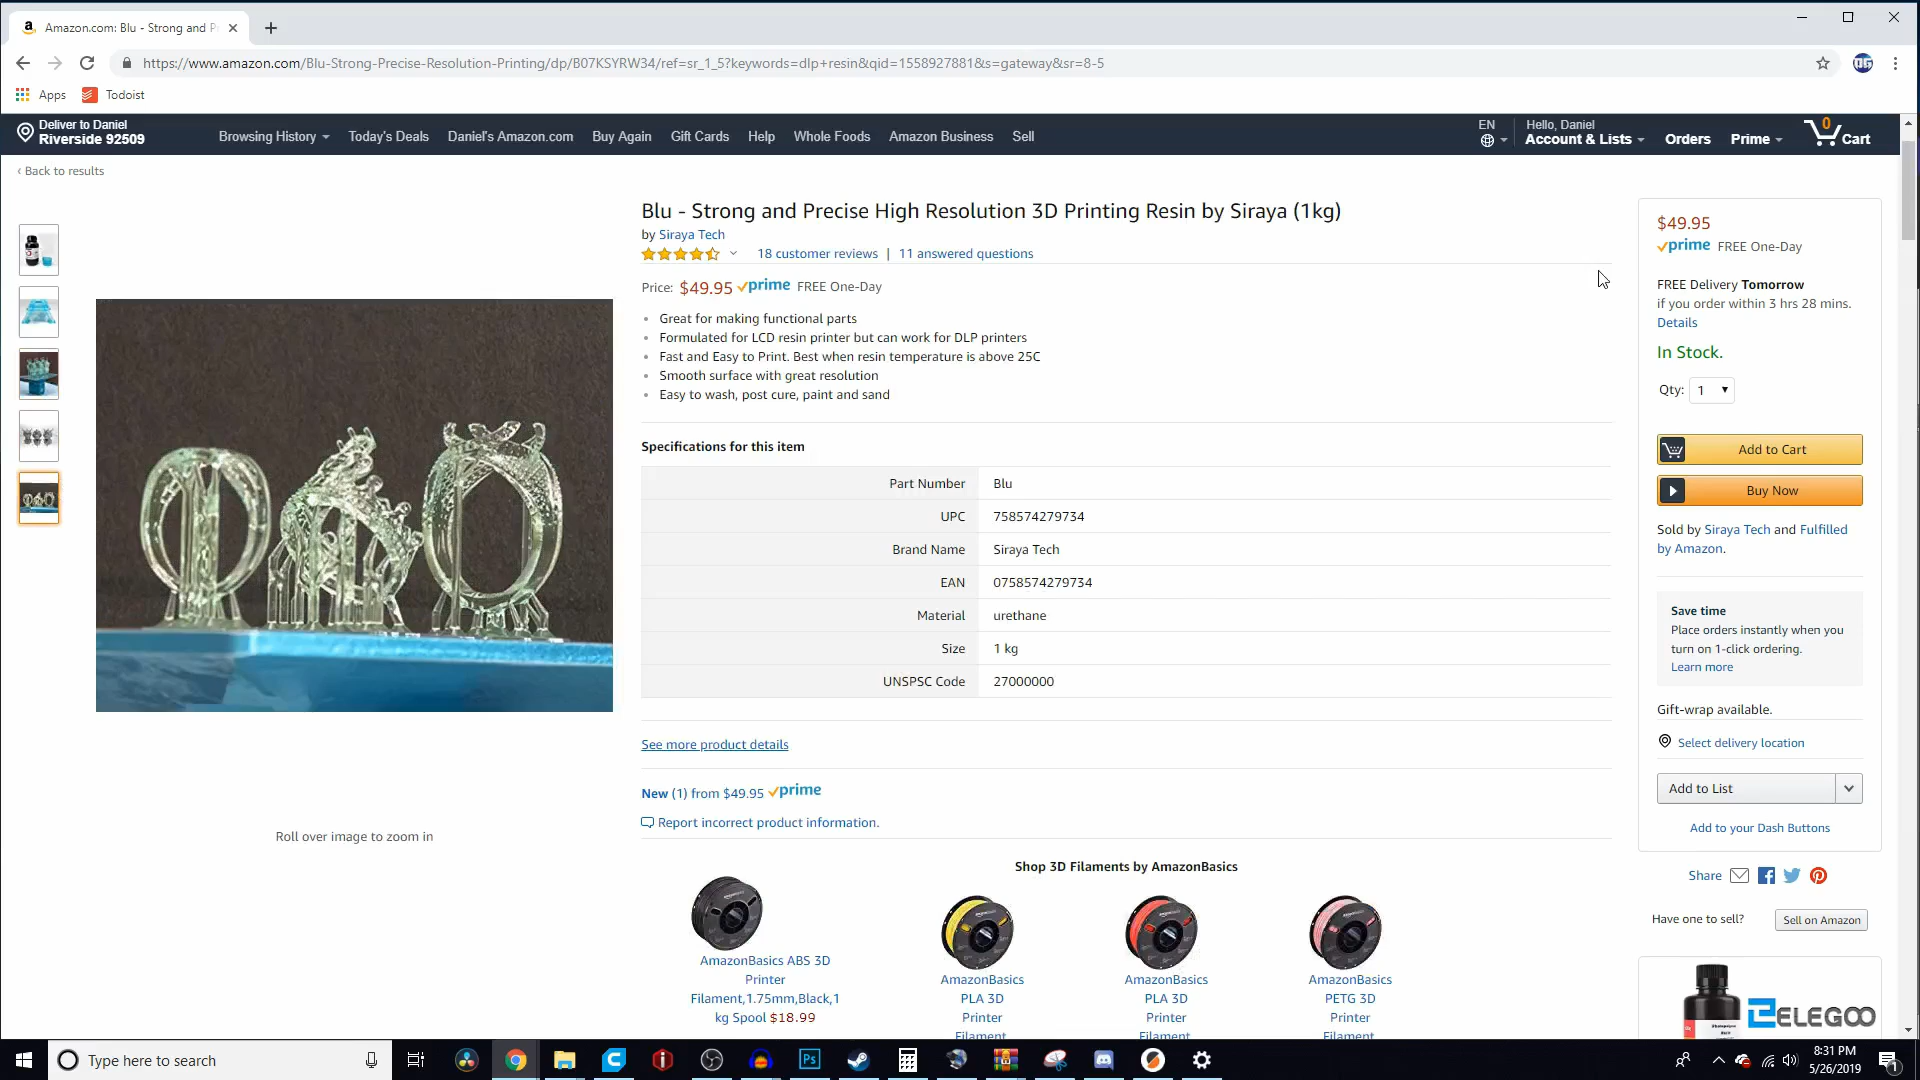 Amazon.com: Blu - Strong and P
https://www.amazon.com/Blu-Strong-Precise-Resolution-Printing/dp/B07KSYRW34/ref=sr_1_5?keywords=dlp+resin&qid=1558927881&s=gateway&sr=8-5
Apps
Todoist
Deliver to Daniel
Riverside 92509
Browsing History
Today's Deals
Daniel's Amazon.com
Buy Again
Gift Cards
Help
Whole Foods
Amazon Business
Sell
EN
Hello, Daniel
Account & Lists
Orders
Prime
0
Cart
‹ Back to results
Blu - Strong and Precise High Resolution 3D Printing Resin by Siraya (1kg)
by Siraya Tech
18 customer reviews | 11 answered questions
Price: $49.95 prime FREE One-Day
Great for making functional parts
Formulated for LCD resin printer but can work for DLP printers
Fast and Easy to Print. Best when resin temperature is above 25C
Smooth surface with great resolution
Easy to wash, post cure, paint and sand
Specifications for this item
Part Number Blu
UPC 758574279734
Brand Name Siraya Tech
EAN 0758574279734
Material urethane
Size 1 kg
UNSPSC Code 27000000
See more product details
New (1) from $49.95 prime
Report incorrect product information.
Roll over image to zoom in
Shop 3D Filaments by AmazonBasics
AmazonBasics ABS 3D
Printer
Filament,1.75mm,Black,1
kg Spool $18.99
AmazonBasics
PLA 3D
Printer
Filament
AmazonBasics
PLA 3D
Printer
Filament
AmazonBasics
PETG 3D
Printer
Filament
$49.95
prime FREE One-Day
FREE Delivery Tomorrow
if you order within 3 hrs 28 mins.
Details
In Stock.
Qty: 1
Add to Cart
Buy Now
Sold by Siraya Tech and Fulfilled
by Amazon.
Save time
Place orders instantly when you
turn on 1-click ordering.
Learn more
Gift-wrap available.
Select delivery location
Add to List
Add to your Dash Buttons
Share
Have one to sell?
Sell on Amazon
ELEGOO
Type here to search
Ps
8:31 PM
5/26/2019
1